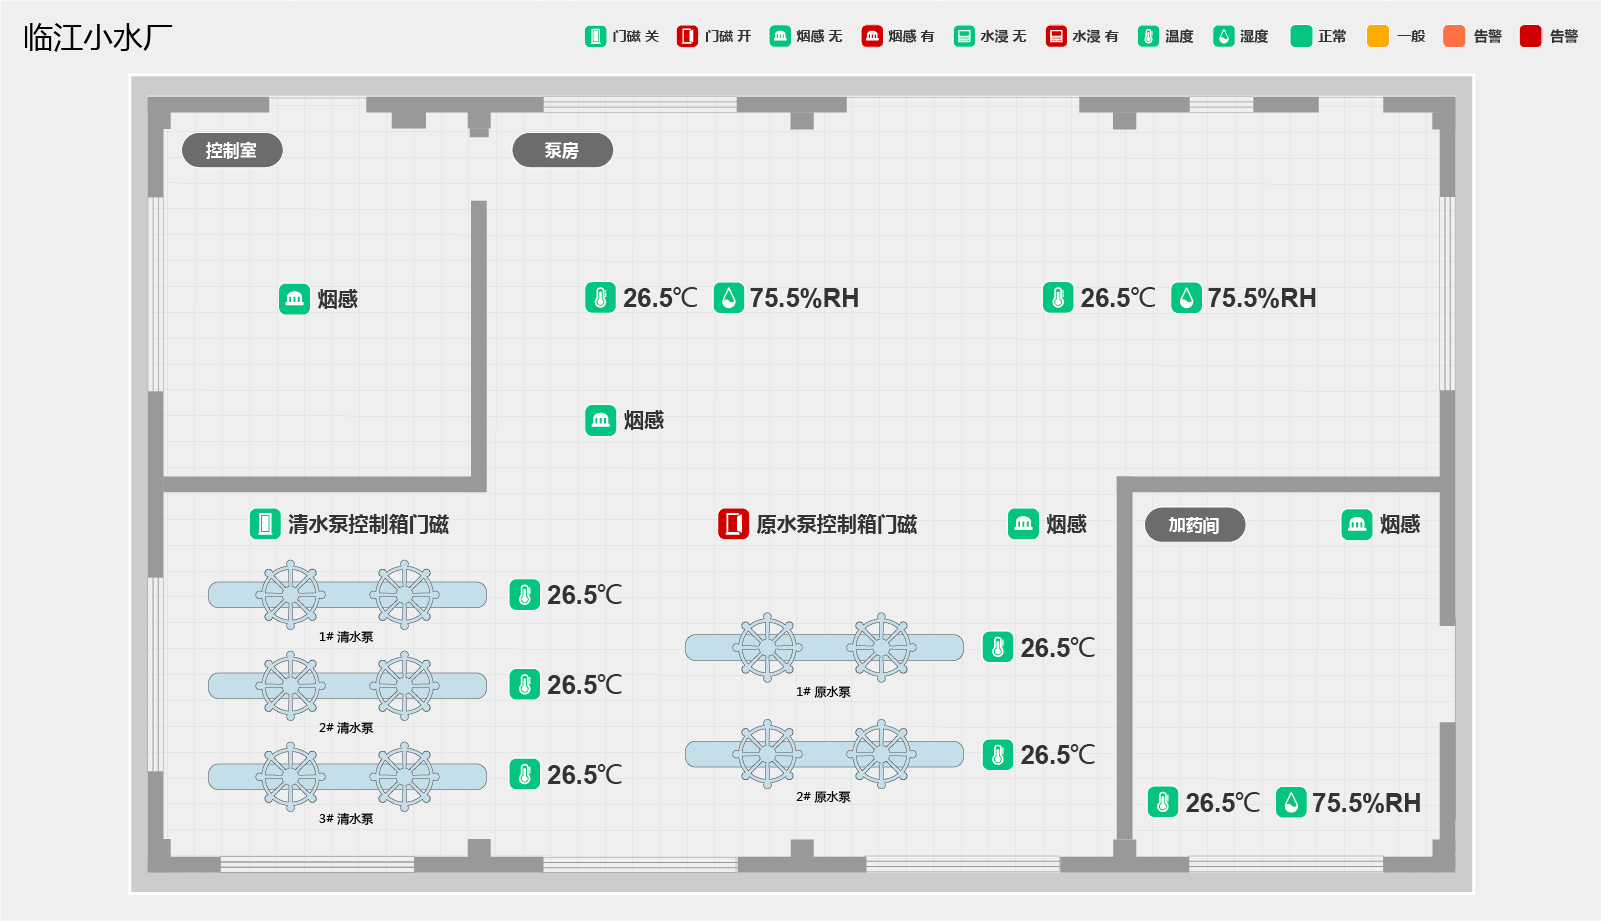 临江小水厂
门磁 关
门磁 开
烟感 无
烟感 有
水浸 无
水浸 有
温度
湿度
正常
一般
告警
告警
控制室
泵房
烟感
26.5℃
75.5%RH
26.5℃
75.5%RH
烟感
清水泵控制箱门磁
原水泵控制箱门磁
烟感
加药间
烟感
26.5℃
1# 清水泵
26.5℃
1# 原水泵
26.5℃
2# 清水泵
26.5℃
2# 原水泵
26.5℃
3# 清水泵
26.5℃
75.5%RH